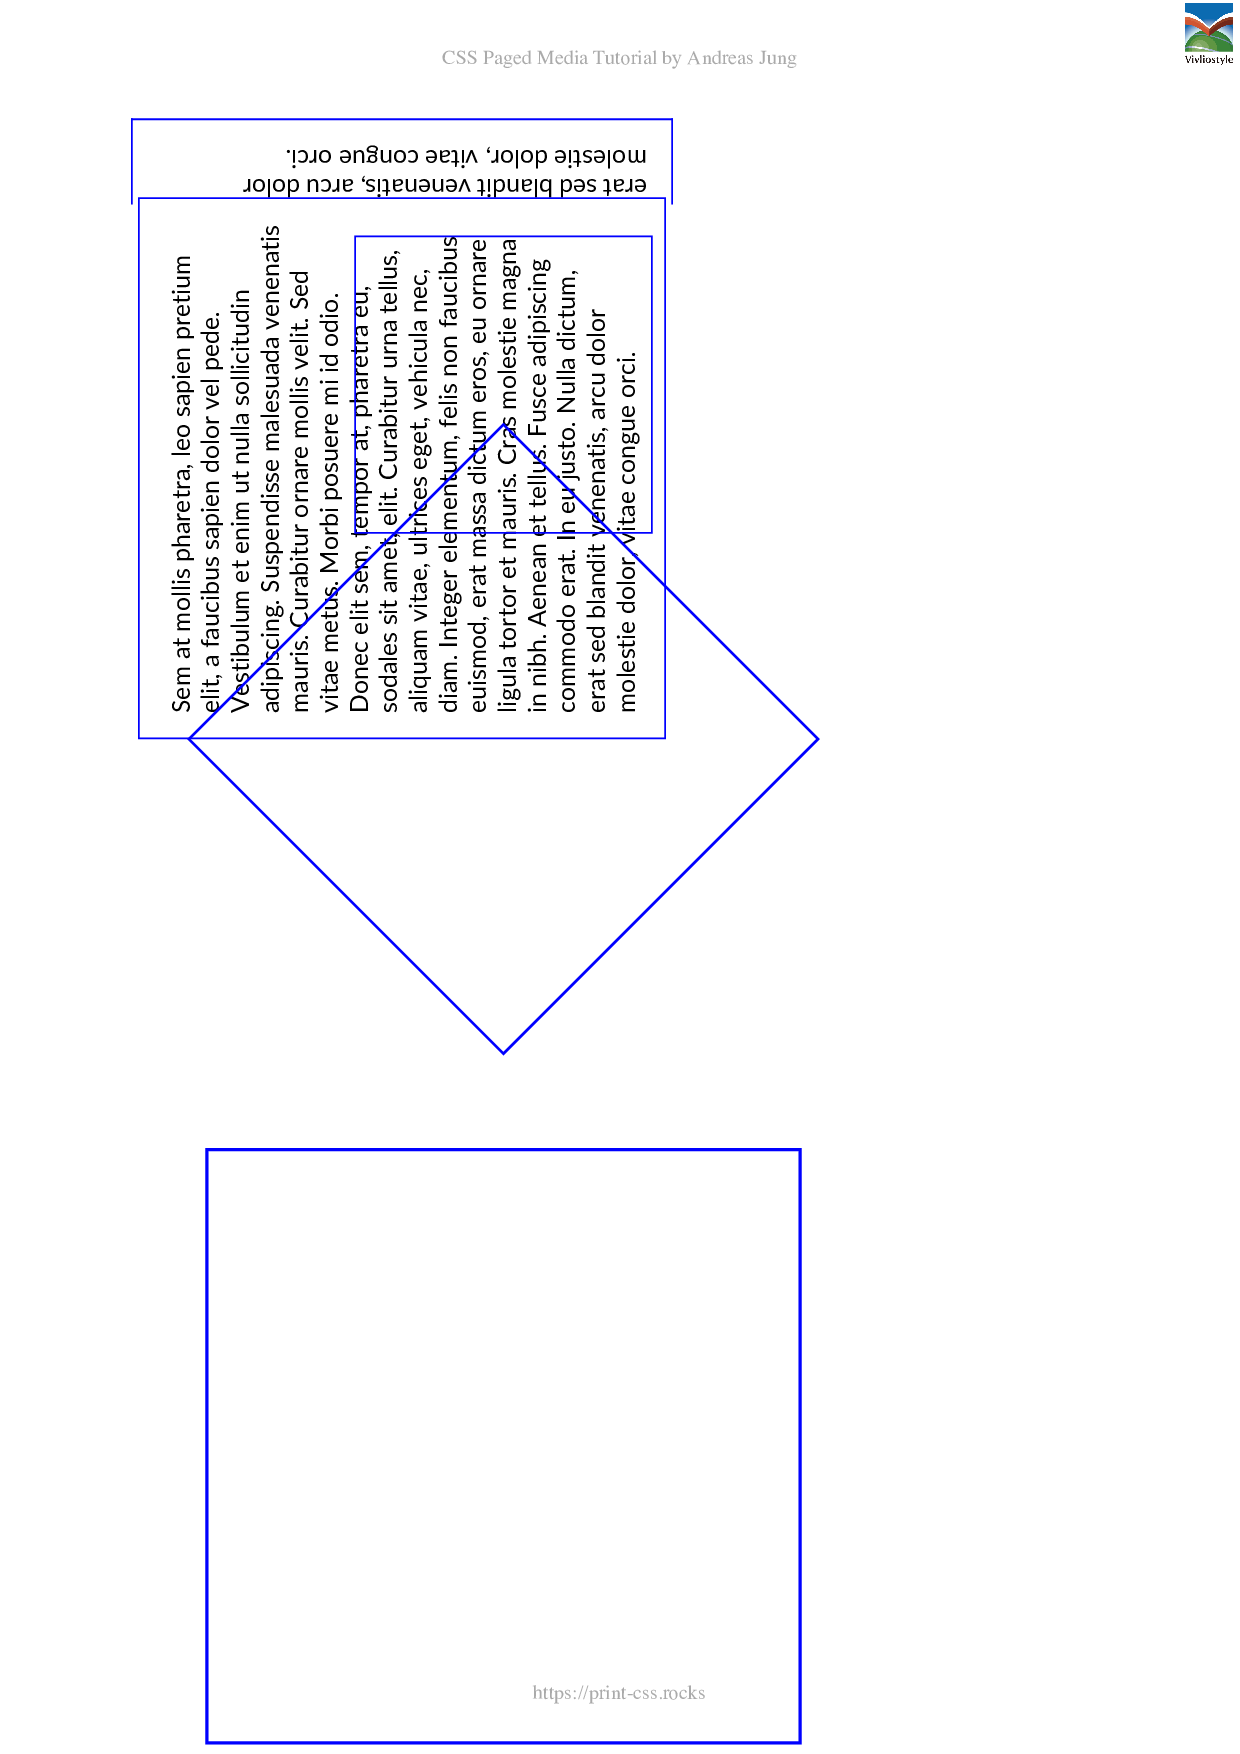 CSS Paged Media Tutorial by Andreas Jung
Vivliostyle
erat sed blandit venenatis, arcu dolor
molestie dolor, vitae congue orci.
Sem at mollis pharetra, leo sapien pretium
elit, a faucibus sapien dolor vel pede.
Vestibulum et enim ut nulla sollicitudin
adipiscing. Suspendisse malesuada venenatis
mauris. Curabitur ornare mollis velit. Sed
vitae metus. Morbi posuere mi id odio.
Donec elit sem, tempor at, pharetra eu,
sodales sit amet, elit. Curabitur urna tellus,
aliquam vitae, ultrices eget, vehicula nec,
diam. Integer elementum, felis non faucibus
euismod, erat massa dictum eros, eu ornare
ligula tortor et mauris. Cras molestie magna
in nibh. Aenean et tellus. Fusce adipiscing
commodo erat. In eu justo. Nulla dictum,
erat sed blandit venenatis, arcu dolor
molestie dolor, vitae congue orci.
https://print-css.rocks